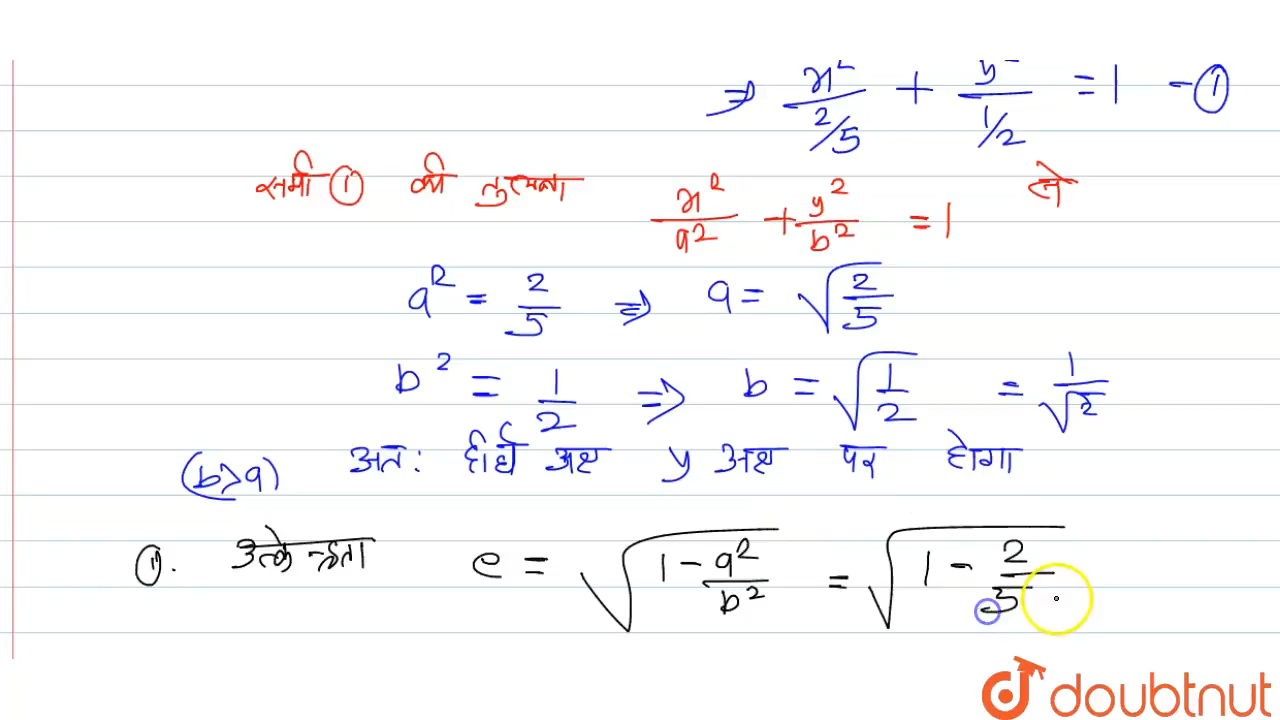 ⇒ x²/2/5 + y²/1/2 = 1 - ①
समी ① की तुलना x²/a² + y²/b² = 1 से
a² = 2/5 ⇒ a = √2/5
b² = 1/2 ⇒ b = √1/2 = 1/√2
(b>a) अतः दीर्घ अक्ष y अक्ष पर होगा
①. उत्केन्द्रता e = √1 - a²/b² = √1 - 2/5
doubtnut